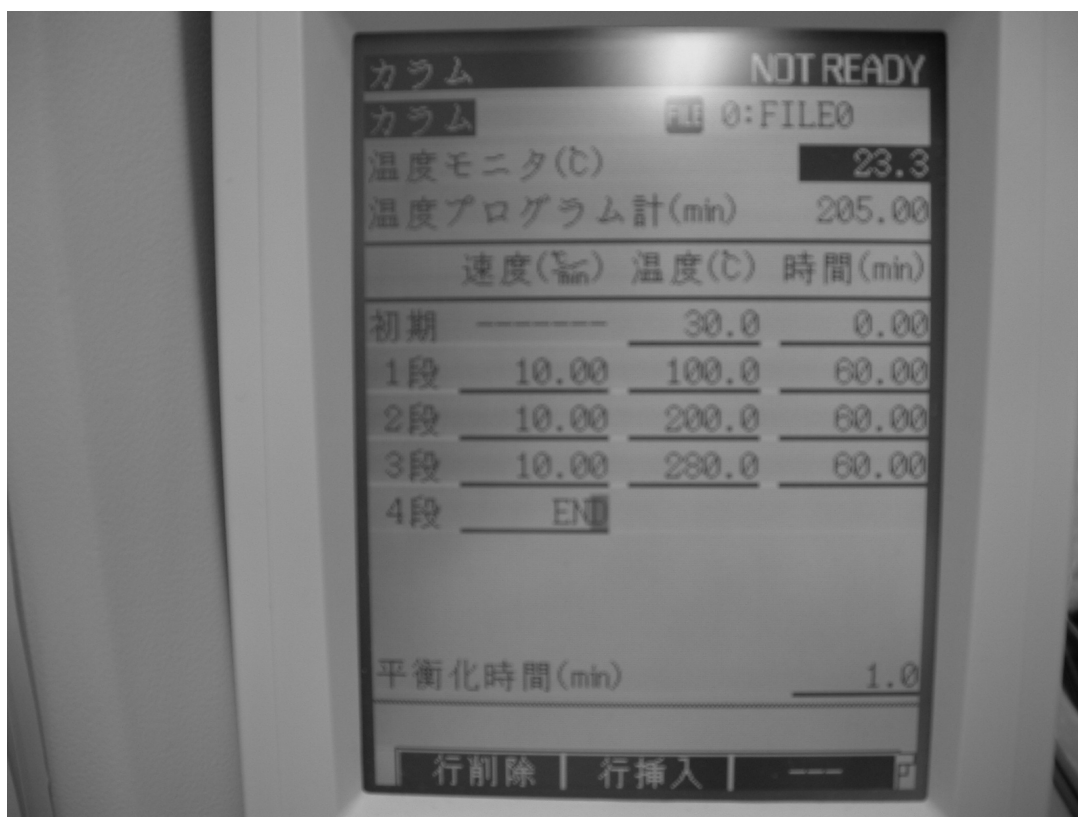 カラム NOT READY
カラム FILE 0:FILE0
温度モニタ(℃) 23.3
温度プログラム計(min) 205.00
速度(℃/min) 温度(℃) 時間(min)
初期 ------- 30.0 0.00
1段 10.00 100.0 60.00
2段 10.00 200.0 60.00
3段 10.00 280.0 60.00
4段 END
平衡化時間(min) 1.0
行削除 行挿入 ---